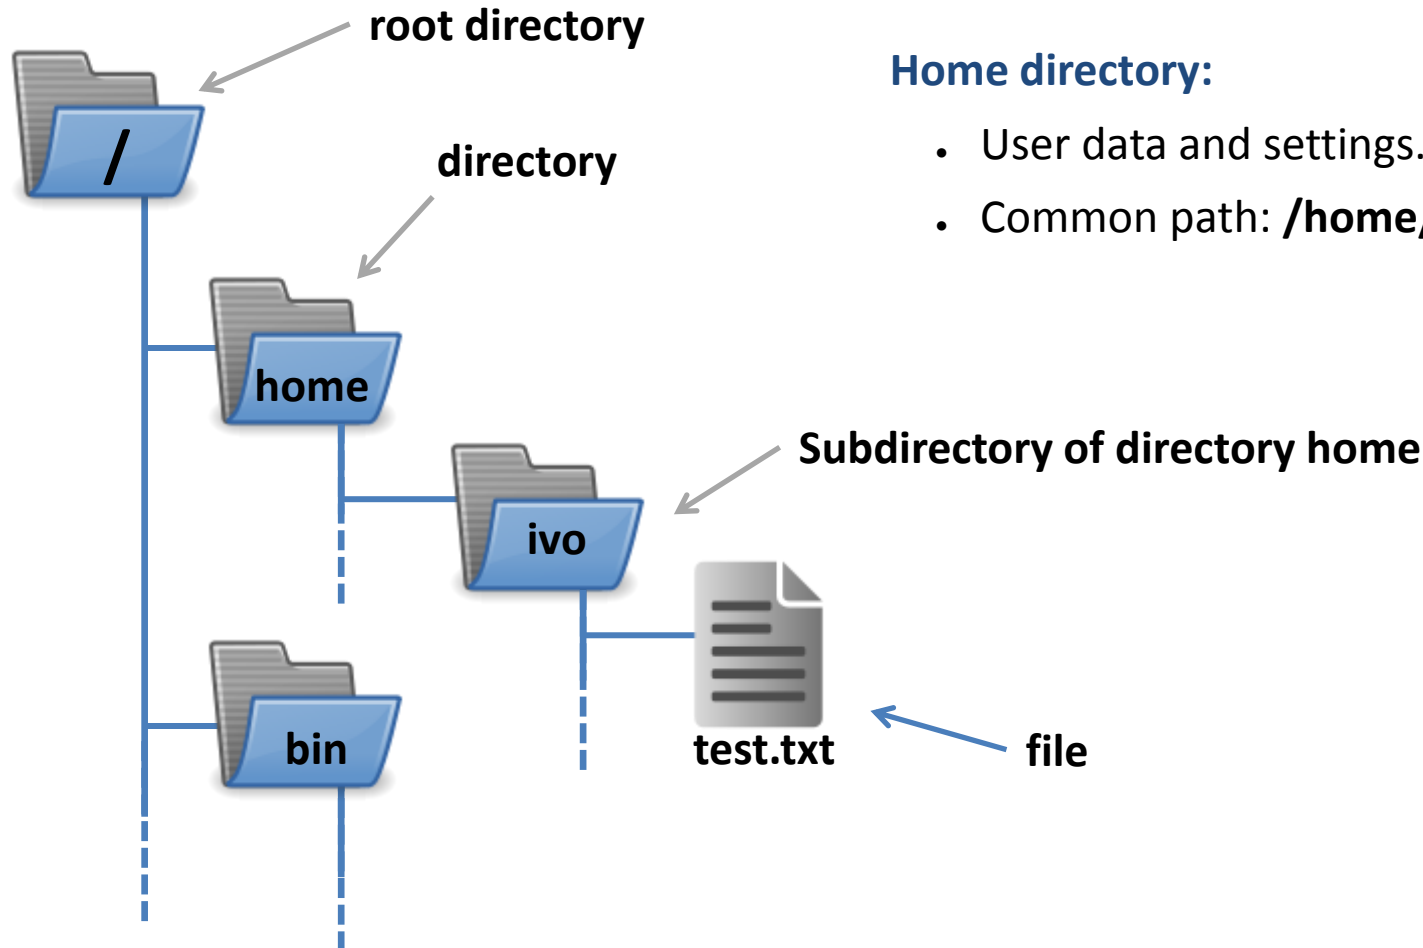 root directory
Home directory:
/
directory
• User data and settings.
• Common path: /home/
home
Subdirectory of directory home
ivo
bin
test.txt
file